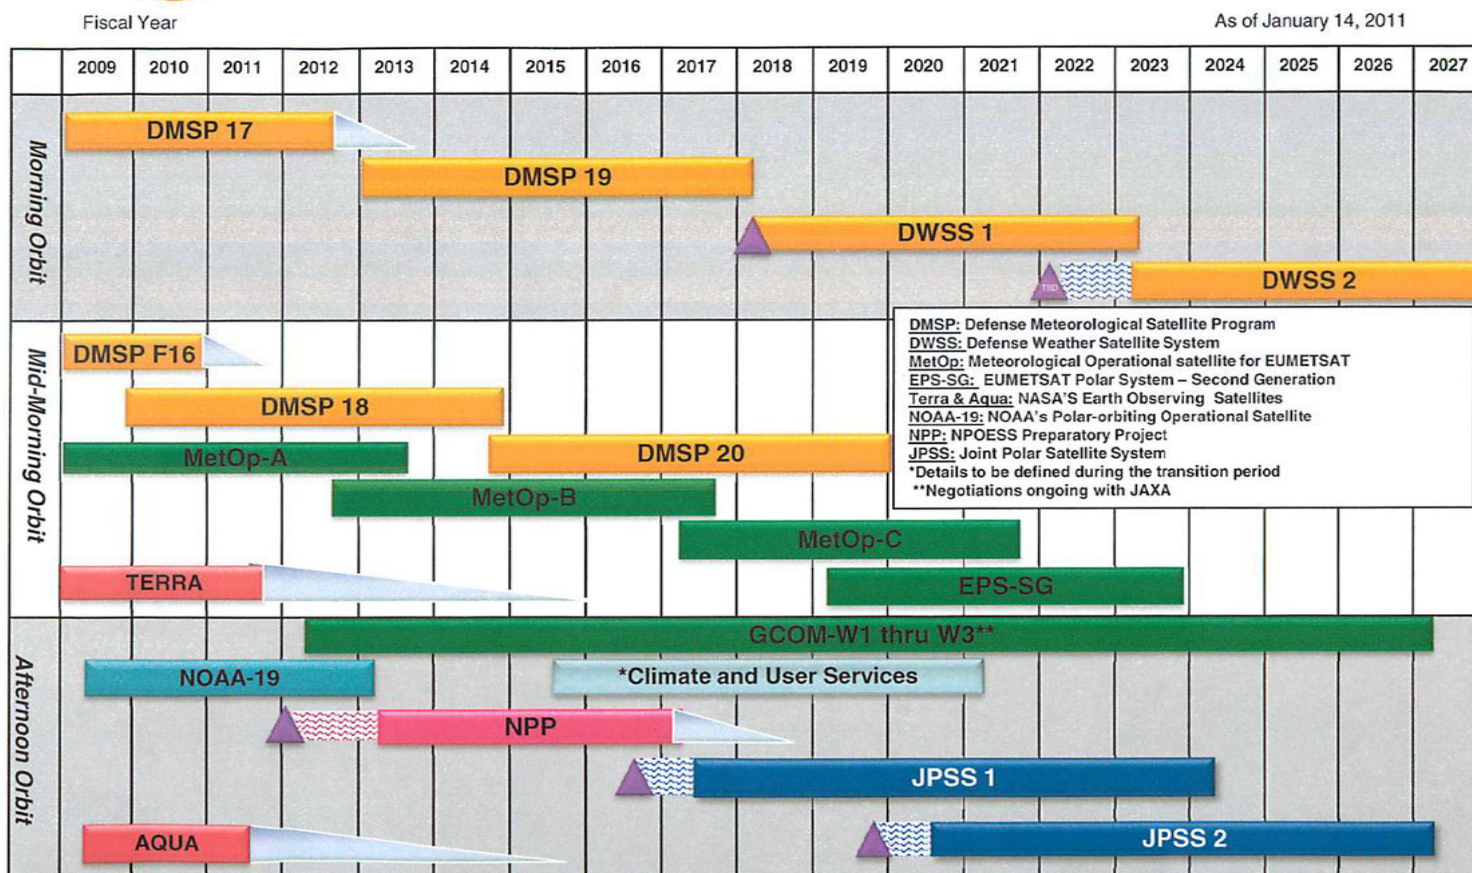 Fiscal Year
As of January 14, 2011
2009 2010 2011 2012 2013 2014 2015 2016 2017 2018 2019 2020 2021 2022 2023 2024 2025 2026 2027
Morning Orbit
DMSP 17
DMSP 19
DWSS 1
TBD
DWSS 2
Mid-Morning Orbit
DMSP F16
DMSP 18
MetOp-A
DMSP 20
MetOp-B
MetOp-C
TERRA
EPS-SG
DMSP: Defense Meteorological Satellite Program
DWSS: Defense Weather Satellite System
MetOp: Meteorological Operational satellite for EUMETSAT
EPS-SG: EUMETSAT Polar System – Second Generation
Terra & Aqua: NASA'S Earth Observing Satellites
NOAA-19: NOAA's Polar-orbiting Operational Satellite
NPP: NPOESS Preparatory Project
JPSS: Joint Polar Satellite System
*Details to be defined during the transition period
**Negotiations ongoing with JAXA
Afternoon Orbit
GCOM-W1 thru W3**
NOAA-19
*Climate and User Services
NPP
JPSS 1
AQUA
JPSS 2